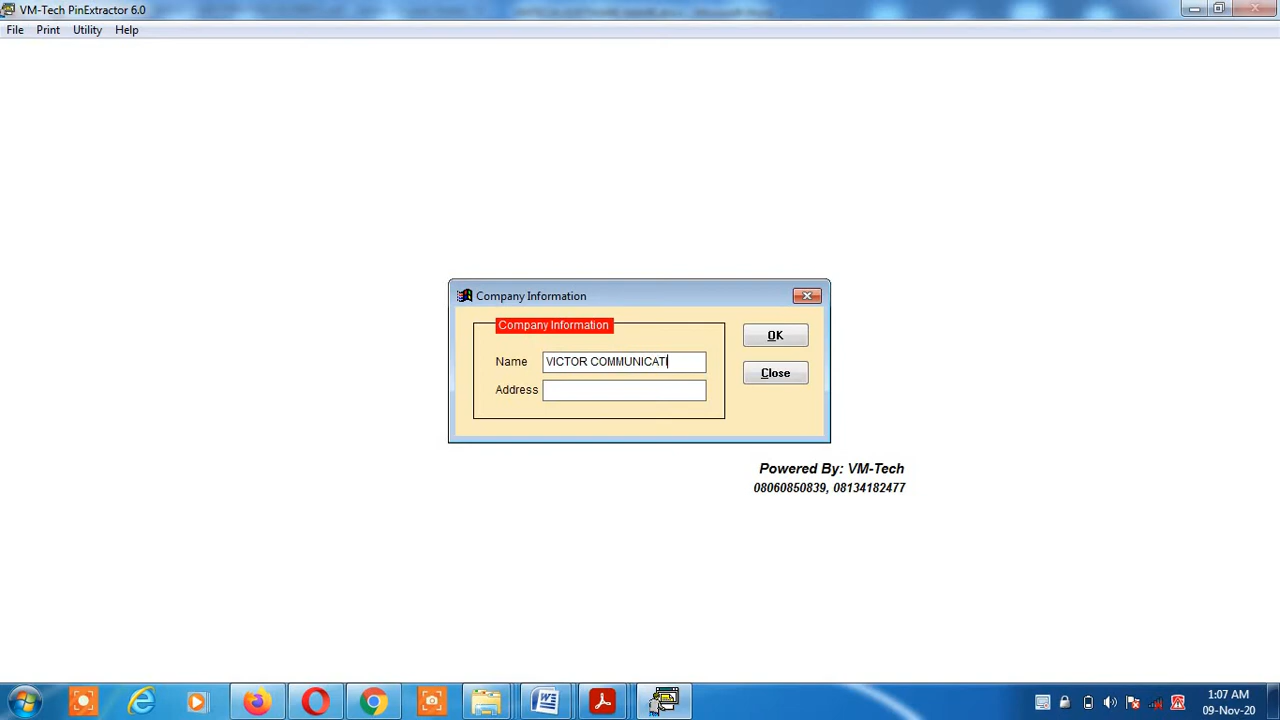 VM-Tech PinExtractor 6.0
File Print Utility Help
Company Information
Company Information
Name VICTOR COMMUNICATI
Address
OK
Close
Powered By: VM-Tech
08060850839, 08134182477
1:07 AM
09-Nov-20